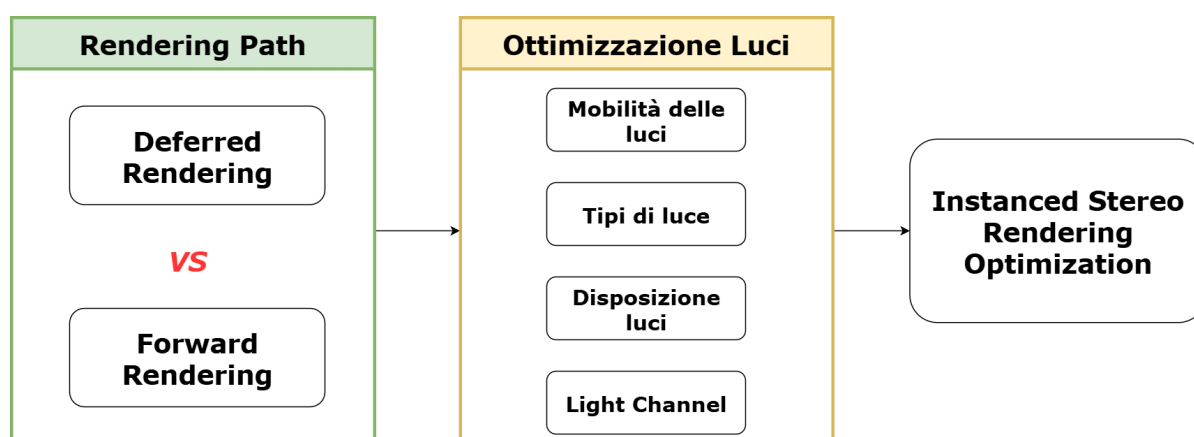 Rendering Path
Deferred
Rendering
VS
Forward
Rendering
Ottimizzazione Luci
Mobilità delle
luci
Tipi di luce
Disposizione
luci
Light Channel
Instanced Stereo
Rendering
Optimization